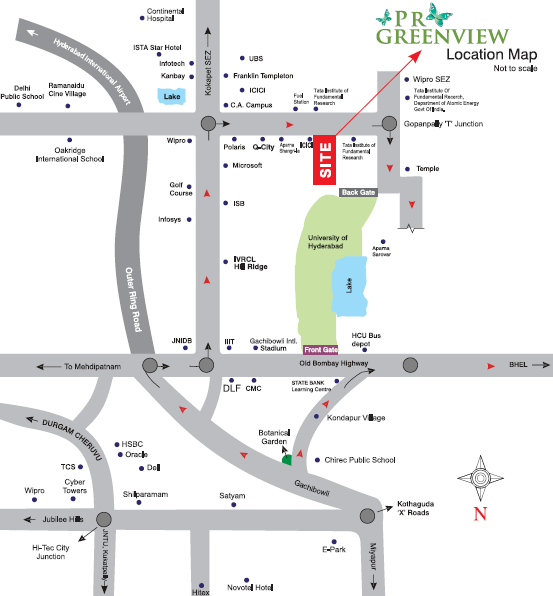 PR
GREENVIEW
Location Map
Not to scale
Continental
Hospital
Hyderabad International Airport
ISTA Star Hotel
Infotech
Kanbay
Lake
Kokapet SEZ
UBS
Franklin Templeton
ICICI
C.A. Campus
Delhi
Public School
Ramanaidu
Cine Village
Fuel
Station
Tata Institute of
Fundamental
Research
Wipro SEZ
Tata Institute Of
Fundamental Research,
Department of Atomic Energy
Govt Of India.
Gopanpally 'T' Junction
Oakridge
International School
Wipro
Polaris
Q-City
Aparna
Shangri-la
ICICI
SITE
Tata Institute of
Fundamental
Research
Microsoft
Temple
Golf
Course
ISB
Infosys
Back Gate
University of
Hyderabad
Aparna
Sarovar
IVRCL
Hill Ridge
Lake
Outer Ring Road
JNIDB
IIIT
Gachibowli Intl.
Stadium
Front Gate
HCU Bus
depot
Old Bombay Highway
To Mehdipatnam
BHEL
DLF
CMC
STATE BANK
Learning Centre
Kondapur Village
DURGAM CHERUVU
Botanical
Garden
HSBC
Oracle
TCS
Dell
Chirec Public School
Gachibowli
Wipro
Cyber
Towers
Shilparamam
Satyam
Kothaguda
'X' Roads
Jubilee Hills
N
Hi-Tec City
Junction
JNTU, Kukatpally
E-Park
Miyapur
Hitex
Novotel Hotel